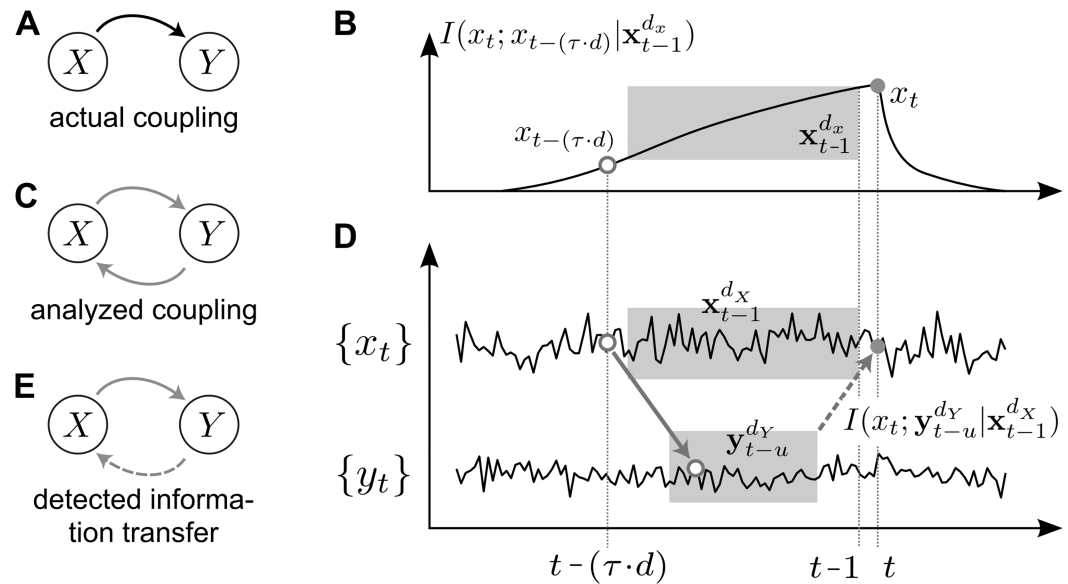 A
X Y
actual coupling
B
I(x_t; x_{t−(τ·d)}|𝐱_{t−1}^{d_x})
x_t
x_{t−(τ·d)}
𝐱_{t-1}^{d_x}
C
X Y
analyzed coupling
D
{x_t}
𝐱_{t−1}^{d_X}
I(x_t; 𝐲_{t−u}^{d_Y}|𝐱_{t−1}^{d_X})
{y_t}
𝐲_{t−u}^{d_Y}
t−(τ·d) t-1 t
E
X Y
detected informa-
tion transfer